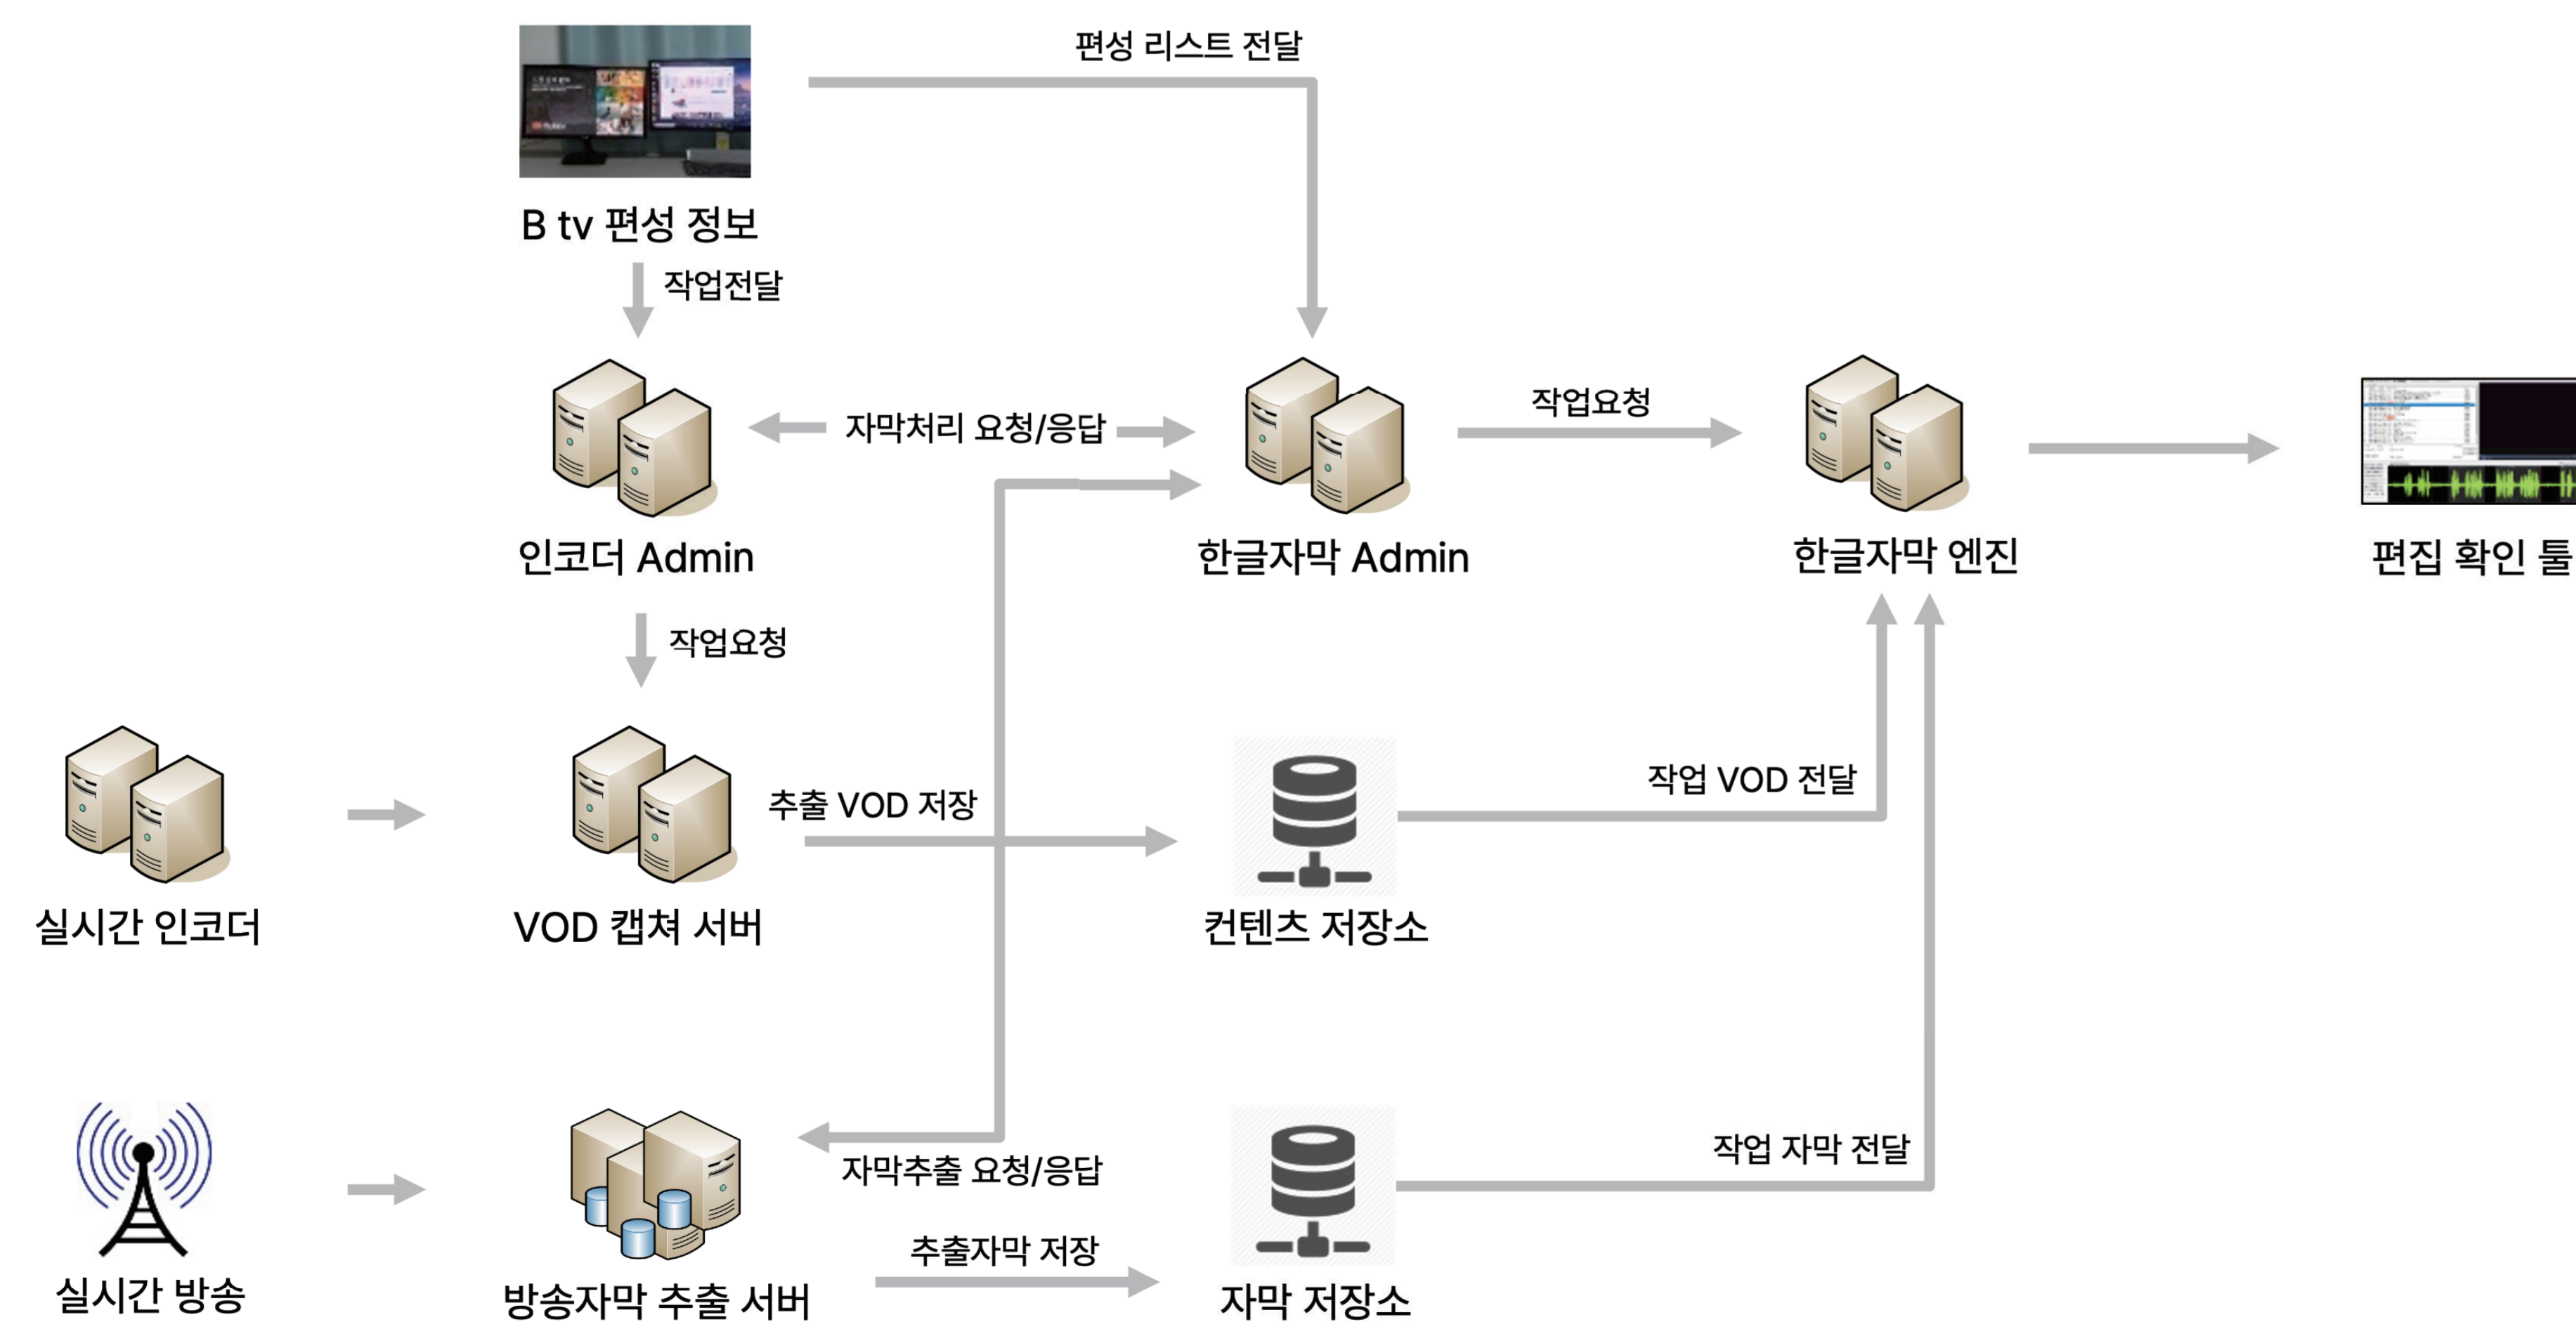 편성 리스트 전달
B tv 편성 정보
작업전달
자막처리 요청/응답
작업요청
인코더 Admin
한글자막 Admin
한글자막 엔진
편집 확인 툴
작업요청
추출 VOD 저장
작업 VOD 전달
실시간 인코더
VOD 캡쳐 서버
컨텐츠 저장소
자막추출 요청/응답
작업 자막 전달
추출자막 저장
실시간 방송
방송자막 추출 서버
자막 저장소